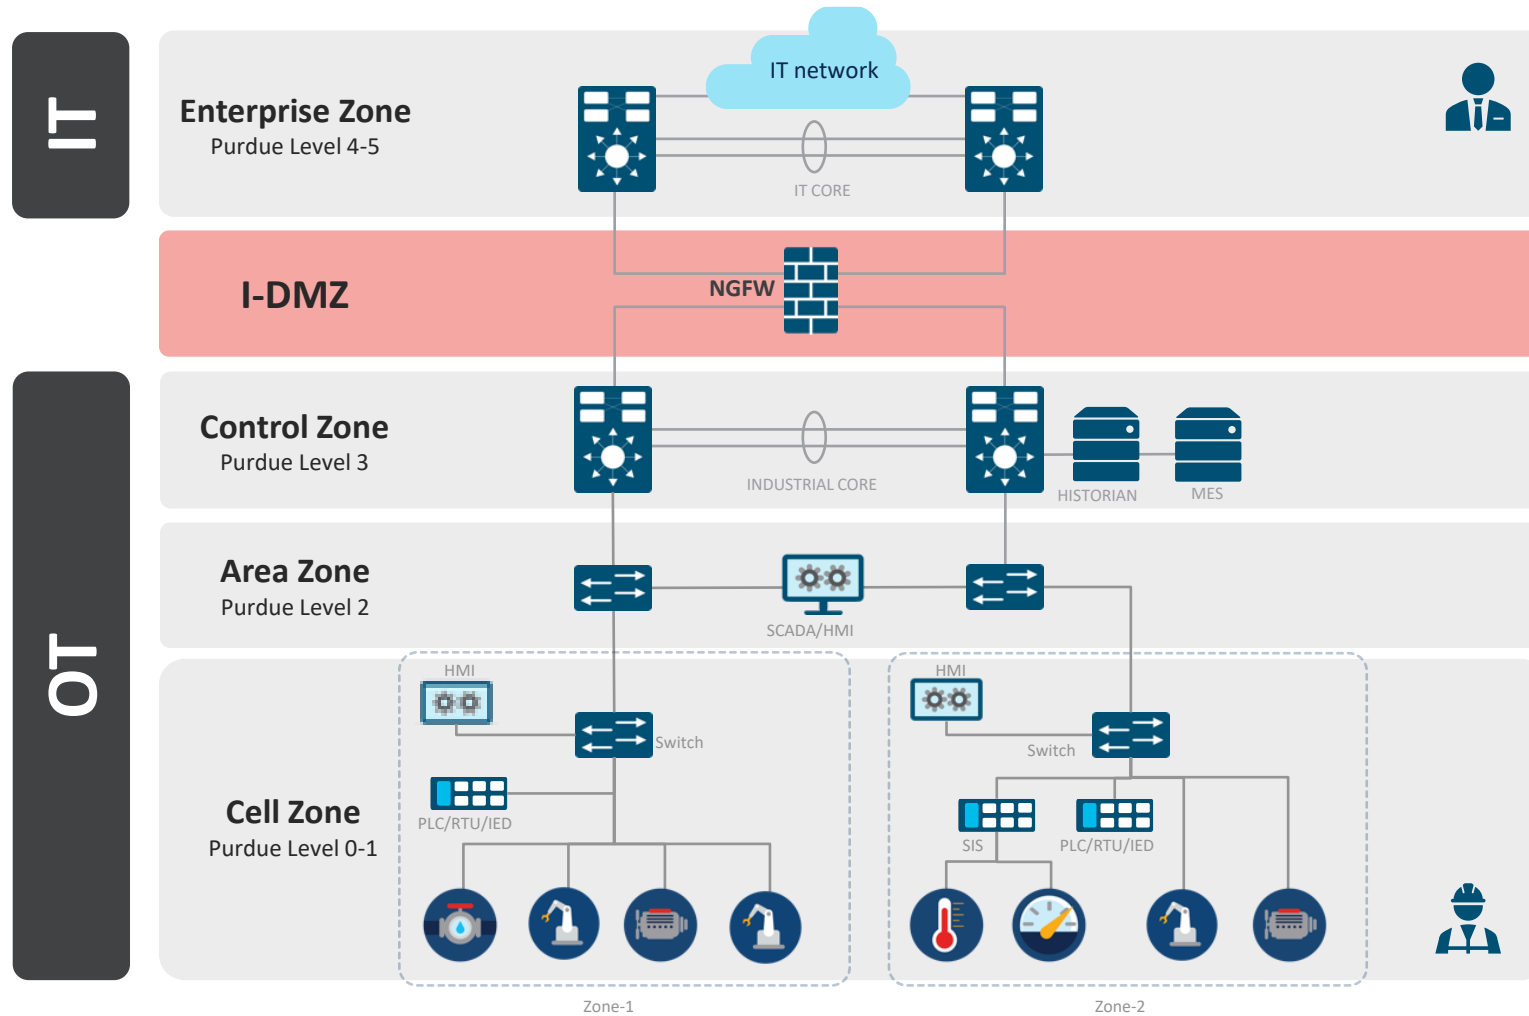 IT
Enterprise Zone
Purdue Level 4-5
IT network
IT CORE
I-DMZ
NGFW
OT
Control Zone
Purdue Level 3
INDUSTRIAL CORE
HISTORIAN
MES
Area Zone
Purdue Level 2
SCADA/HMI
Cell Zone
Purdue Level 0-1
HMI
Switch
PLC/RTU/IED
Zone-1
HMI
Switch
SIS
PLC/RTU/IED
Zone-2